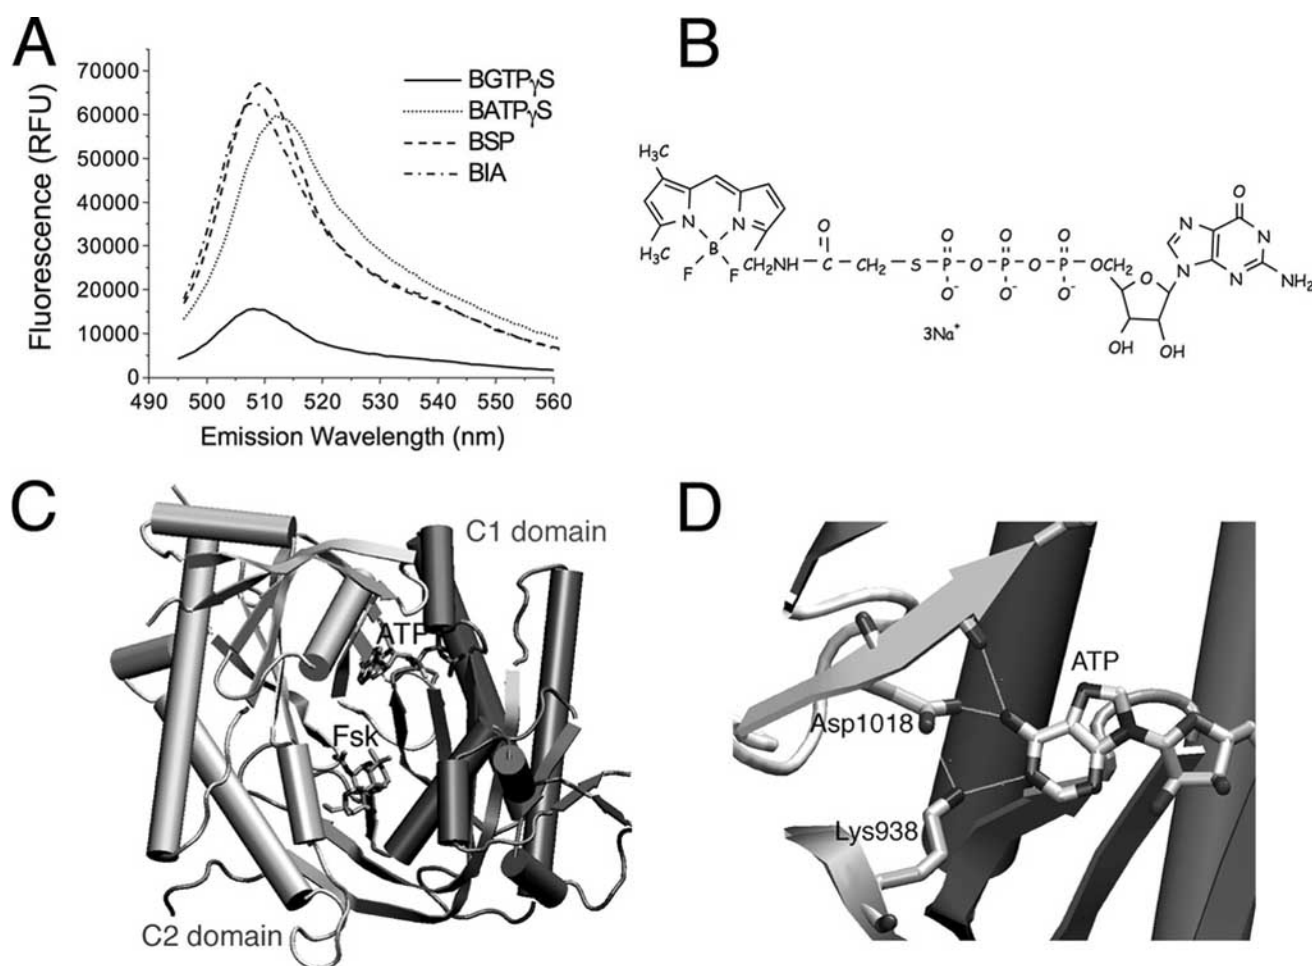 A
Fluorescence (RFU)
70000
60000
50000
40000
30000
20000
10000
0
490 500 510 520 530 540 550 560
Emission Wavelength (nm)
BGTPγS
BATPγS
BSP
BIA
B
H₃C
H₃C
N N
B
F F
CH₂NH
O
C
CH₂
S
O O O
P O P O P OCH₂
O⁻ O⁻ O⁻
3Na⁺
O
N N
N N NH₂
O
OH OH
C
C1 domain
ATP
Fsk
C2 domain
D
ATP
Asp1018
Lys938